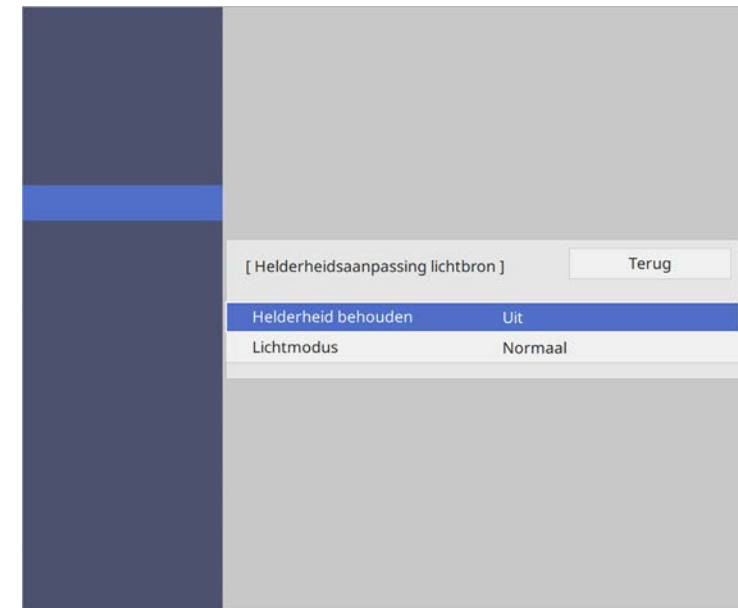 [ Helderheidsaanpassing lichtbron ] Terug
Helderheid behouden Uit
Lichtmodus Normaal